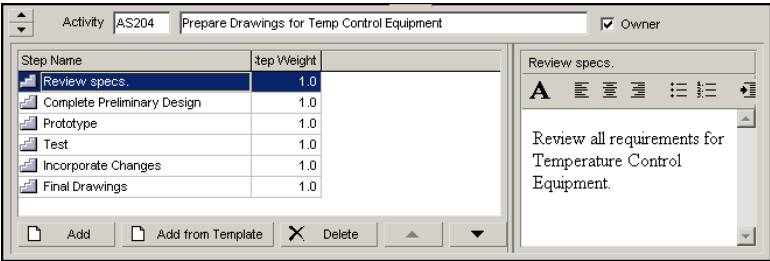 Activity AS204 Prepare Drawings for Temp Control Equipment Owner
Step Name tep Weight
Review specs. 1.0
Complete Preliminary Design 1.0
Prototype 1.0
Test 1.0
Incorporate Changes 1.0
Final Drawings 1.0
Add Add from Template Delete
Review specs.
A
Review all requirements for
Temperature Control
Equipment.